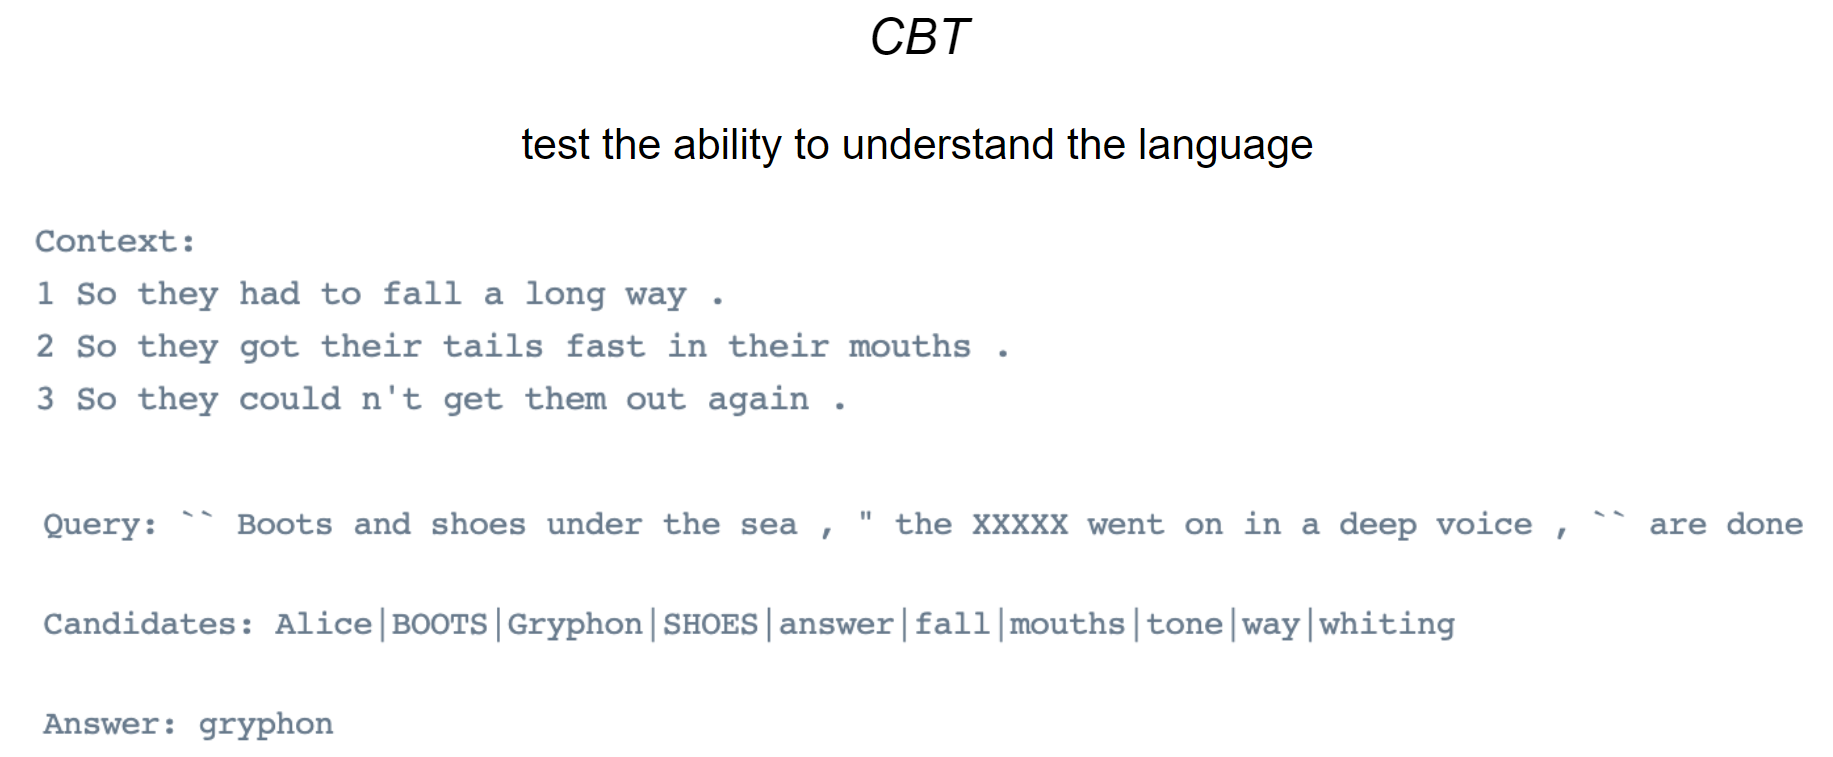 CBT
test the ability to understand the language
Context:
1 So they had to fall a long way .
2 So they got their tails fast in their mouths .
3 So they could n't get them out again .
Query: `` Boots and shoes under the sea , " the XXXXX went on in a deep voice , `` are done
Candidates: Alice|BOOTS|Gryphon|SHOES|answer|fall|mouths|tone|way|whiting
Answer: gryphon